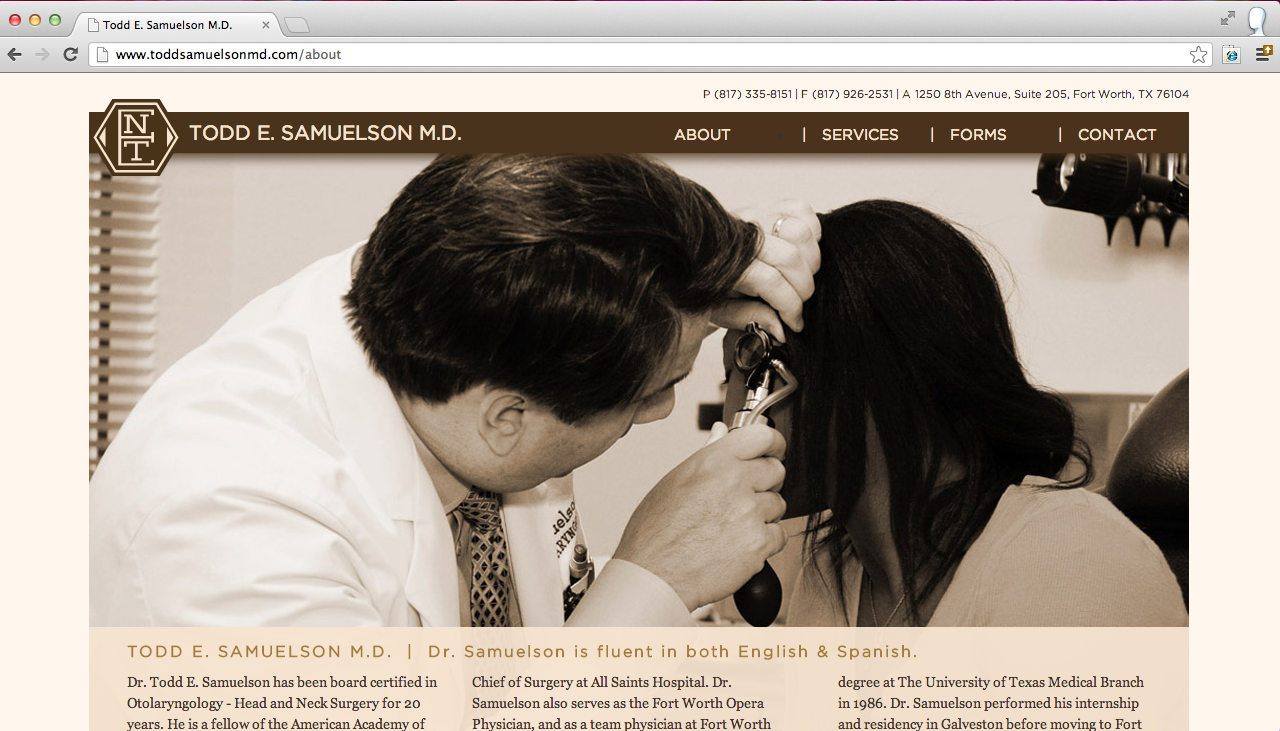 Todd E. Samuelson M.D.
www.toddsamuelsonmd.com/about
P (817) 335-8151 | F (817) 926-2531 | A 1250 8th Avenue, Suite 205, Fort Worth, TX 76104
ENT
TODD E. SAMUELSON M.D.
ABOUT | SERVICES | FORMS | CONTACT
TODD E. SAMUELSON M.D. | Dr. Samuelson is fluent in both English & Spanish.
Dr. Todd E. Samuelson has been board certified in
Otolaryngology - Head and Neck Surgery for 20
years. He is a fellow of the American Academy of
Chief of Surgery at All Saints Hospital. Dr.
Samuelson also serves as the Fort Worth Opera
Physician, and as a team physician at Fort Worth
degree at The University of Texas Medical Branch
in 1986. Dr. Samuelson performed his internship
and residency in Galveston before moving to Fort